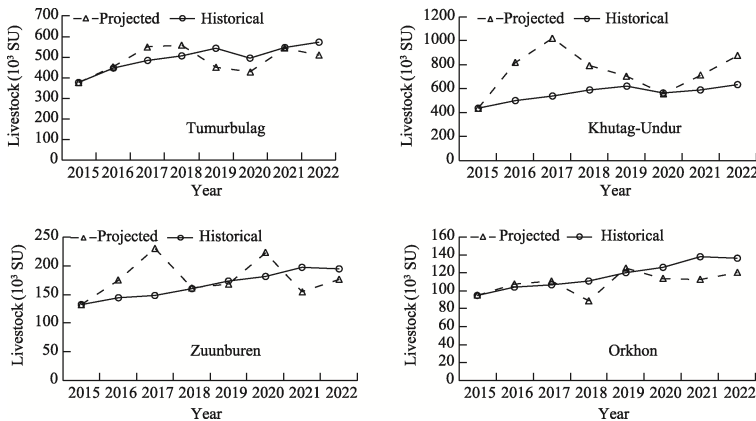 Projected Historical
Livestock (10³ SU)
700
600
500
400
300
200
100
0
Tumurbulag
2015 2016 2017 2018 2019 2020 2021 2022
Year
Projected Historical
Livestock (10³ SU)
1200
1000
800
600
400
200
0
Khutag-Undur
2015 2016 2017 2018 2019 2020 2021 2022
Year
Projected Historical
Livestock (10³ SU)
250
200
150
100
50
0
Zuunburen
2015 2016 2017 2018 2019 2020 2021 2022
Year
Projected Historical
Livestock (10³ SU)
160
140
120
100
80
60
40
20
0
Orkhon
2015 2016 2017 2018 2019 2020 2021 2022
Year